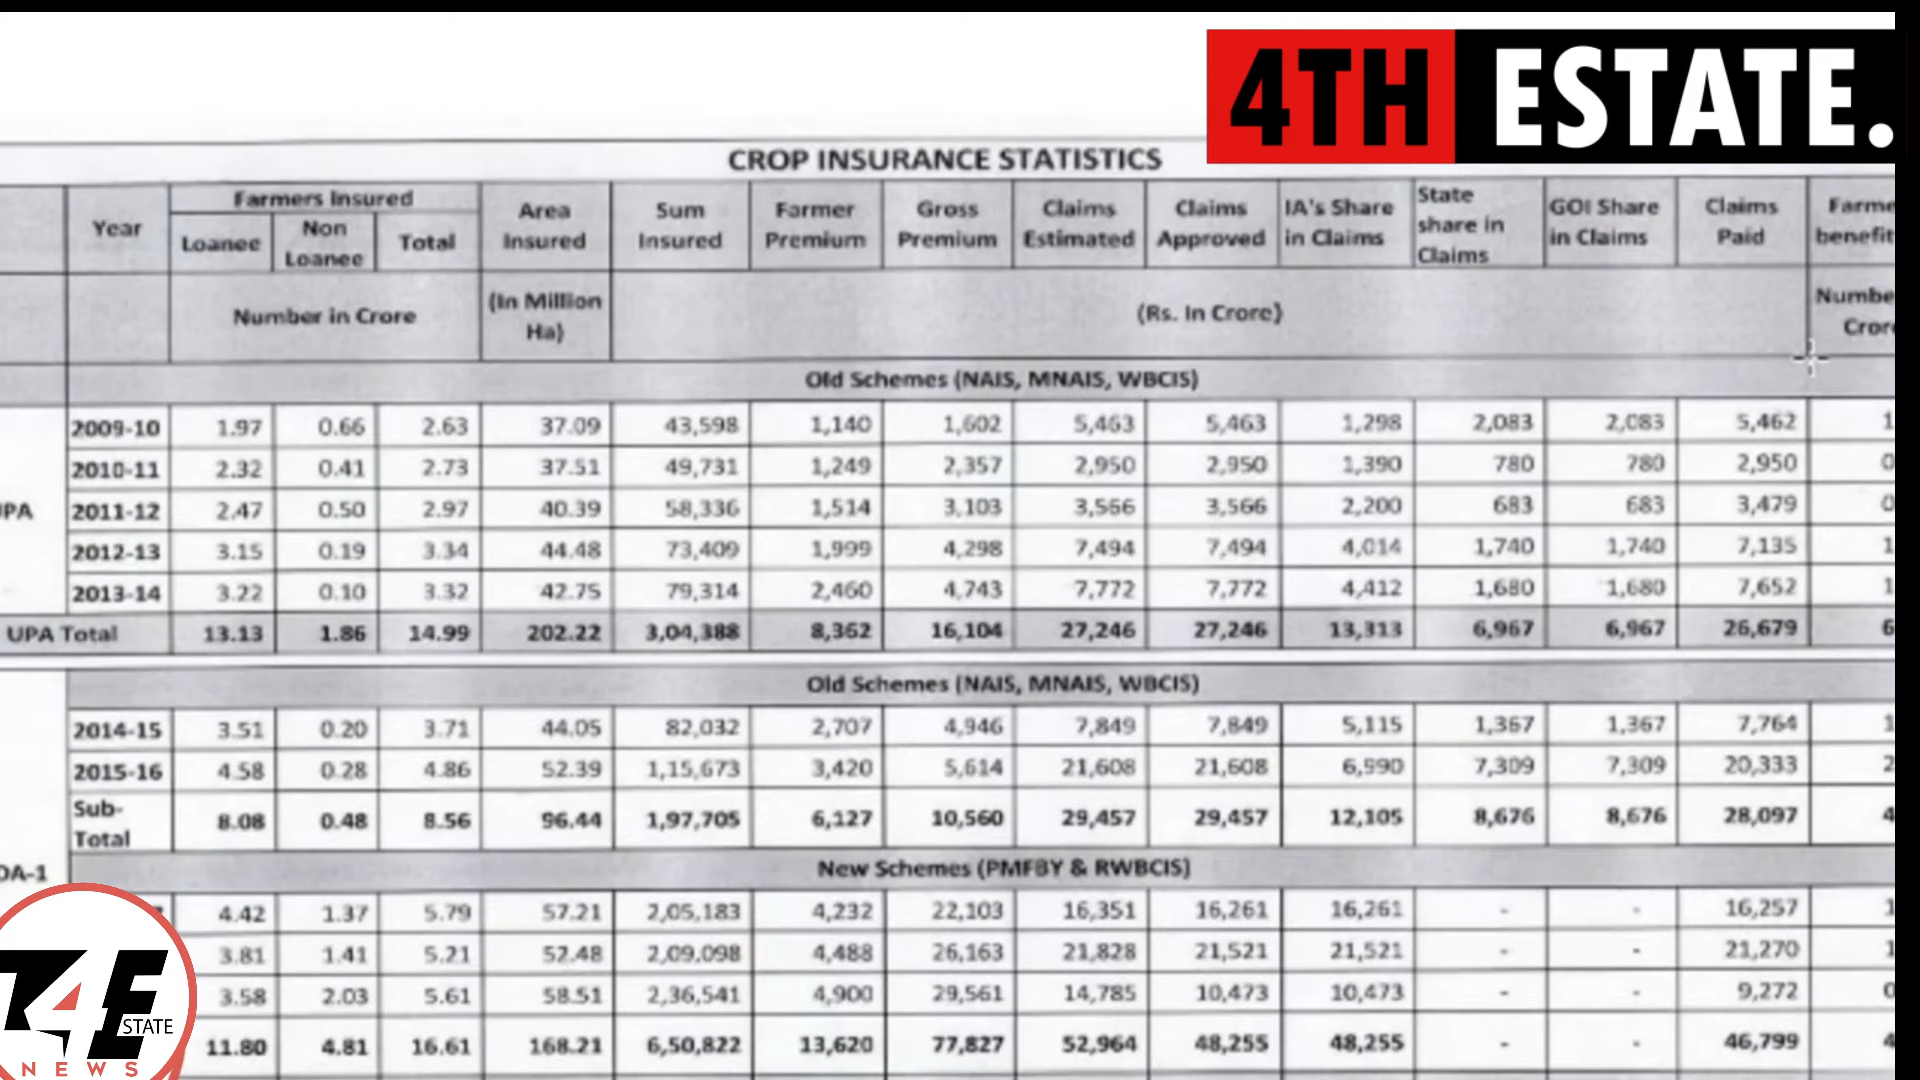 4TH ESTATE.
CROP INSURANCE STATISTICS
Year Farmers Insured Area Insured Sum Insured Farmer Premium Gross Premium Claims Estimated Claims Approved IA's Share in Claims State share in Claims GOI Share in Claims Claims Paid
Loanee Non Loanee Total
Number in Crore (In Million Ha) (Rs. In Crore)
Old Schemes (NAIS, MNAIS, WBCIS)
2009-10 1.97 0.66 2.63 37.09 43,598 1,140 1,602 5,463 5,463 1,298 2,083 2,083 5,462 1
2010-11 2.32 0.41 2.73 37.51 49,731 1,249 2,357 2,950 2,950 1,390 780 780 2,950 0
2011-12 2.47 0.50 2.97 40.39 58,336 1,514 3,103 3,566 3,566 2,200 683 683 3,479 0
2012-13 3.15 0.19 3.34 44.48 73,409 1,999 4,298 7,494 7,494 4,014 1,740 1,740 7,135 1
2013-14 3.22 0.10 3.32 42.75 79,314 2,460 4,743 7,772 7,772 4,412 1,680 1,680 7,652 1
UPA Total 13.13 1.86 14.99 202.22 3,04,388 8,362 16,104 27,246 27,246 13,313 6,967 6,967 26,679 6
Old Schemes (NAIS, MNAIS, WBCIS)
2014-15 3.51 0.20 3.71 44.05 82,032 2,707 4,946 7,849 7,849 5,115 1,367 1,367 7,764 1
2015-16 4.58 0.28 4.86 52.39 1,15,673 3,420 5,614 21,608 21,608 6,990 7,309 7,309 20,333 2
Sub-Total 8.08 0.48 8.56 96.44 1,97,705 6,127 10,560 29,457 29,457 12,105 8,676 8,676 28,097 4
New Schemes (PMFBY & RWBCIS)
4.42 1.37 5.79 57.21 2,05,183 4,232 22,103 16,351 16,261 16,261 - - 16,257 1
3.81 1.41 5.21 52.48 2,09,098 4,488 26,163 21,828 21,521 21,521 - - 21,270 1
3.58 2.03 5.61 58.51 2,36,541 4,900 29,561 14,785 10,473 10,473 - - 9,272 0
11.80 4.81 16.61 168.21 6,50,822 13,620 77,827 52,964 48,255 48,255 - - 46,799 4
ESTATE
NEWS